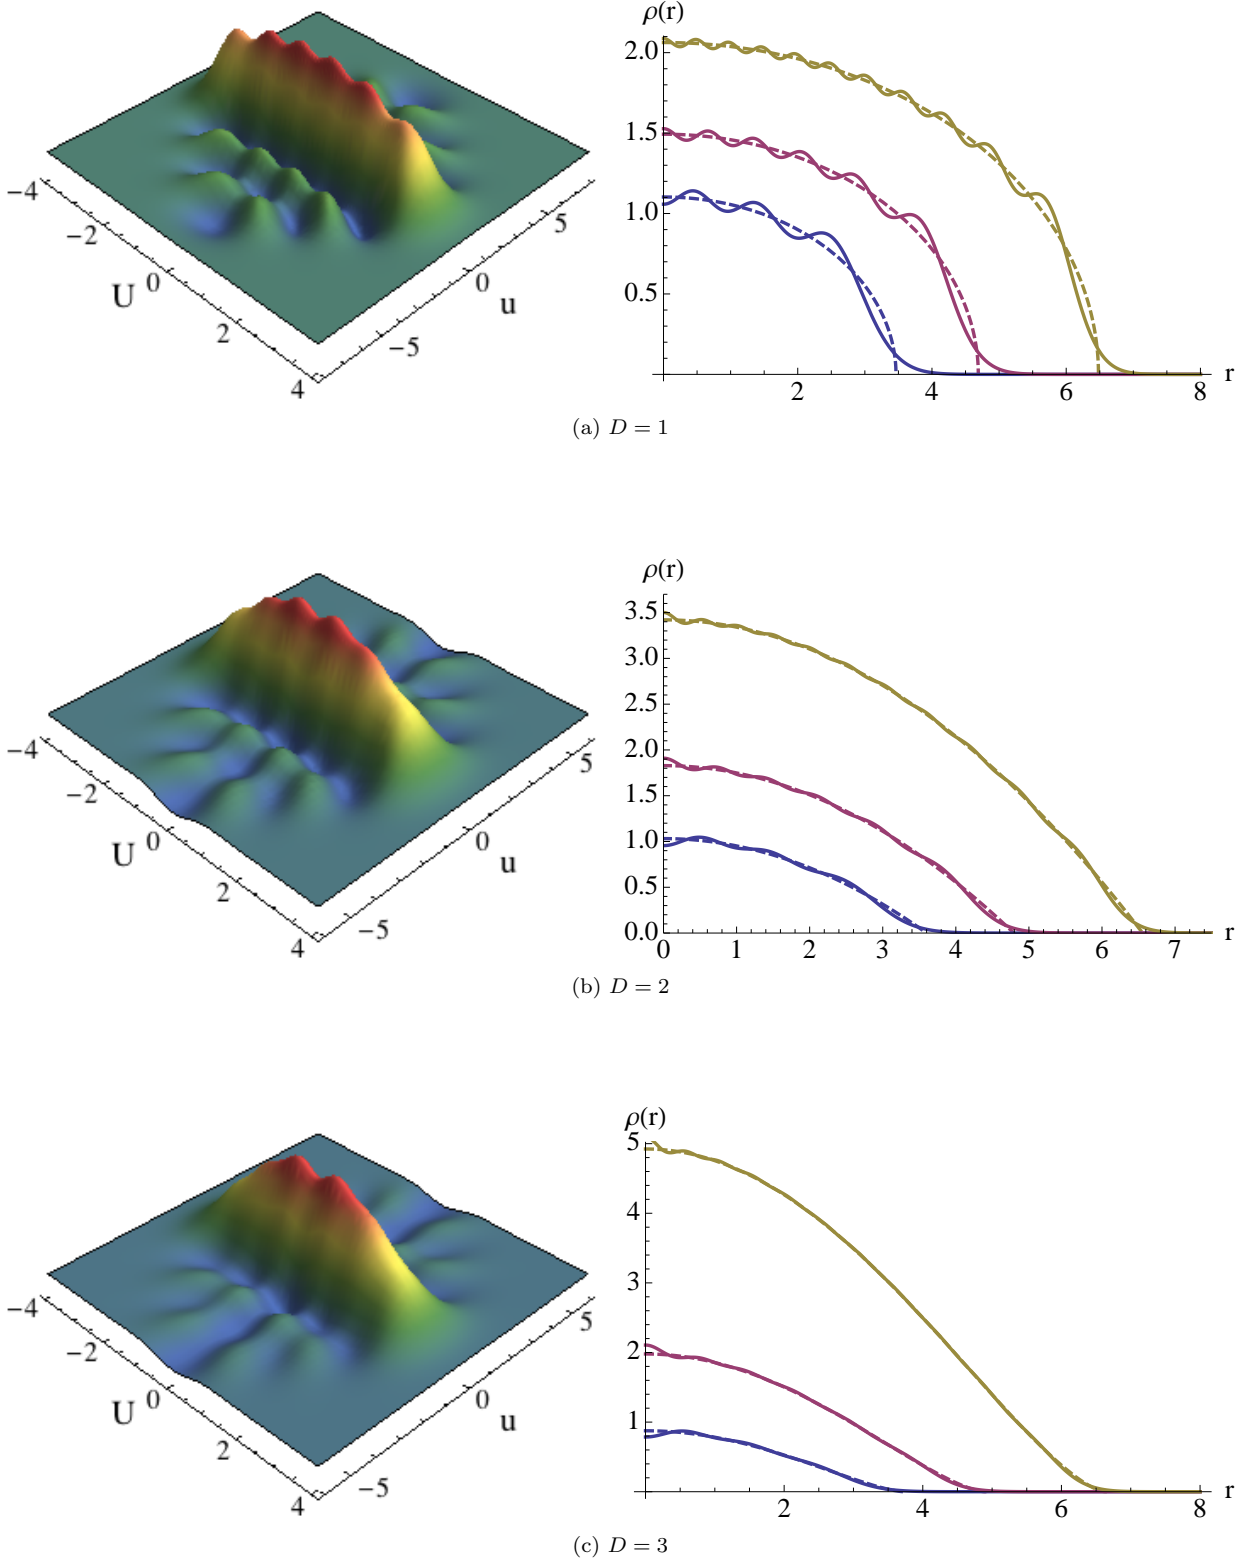 ρ(r)
2.0
1.5
1.0
0.5
2 4 6 8 r
−4 −2 0 2 4 U
−5 0 5 u
(a) D = 1
ρ(r)
3.5
3.0
2.5
2.0
1.5
1.0
0.5
0.0
0 1 2 3 4 5 6 7 r
−4 −2 0 2 4 U
−5 0 5 u
(b) D = 2
ρ(r)
5
4
3
2
1
2 4 6 8 r
−4 −2 0 2 4 U
−5 0 5 u
(c) D = 3